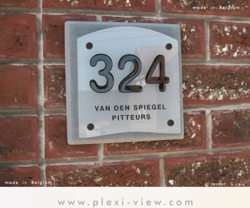 made in Belgium
324
VAN DEN SPIEGEL
PITTEURS
made in Belgium
www.plexi-view.com